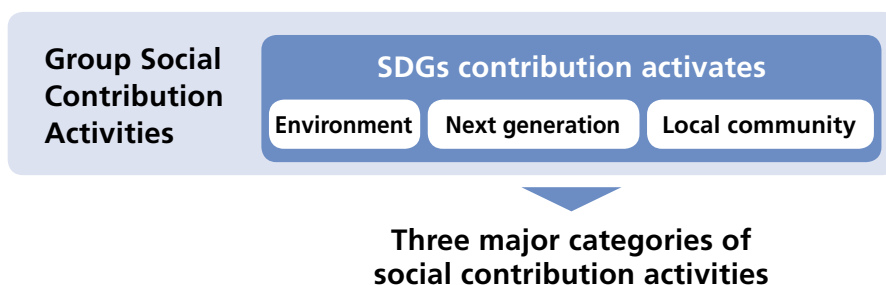 Group Social
Contribution
Activities
SDGs contribution activates
Environment
Next generation
Local community
Three major categories of
social contribution activities